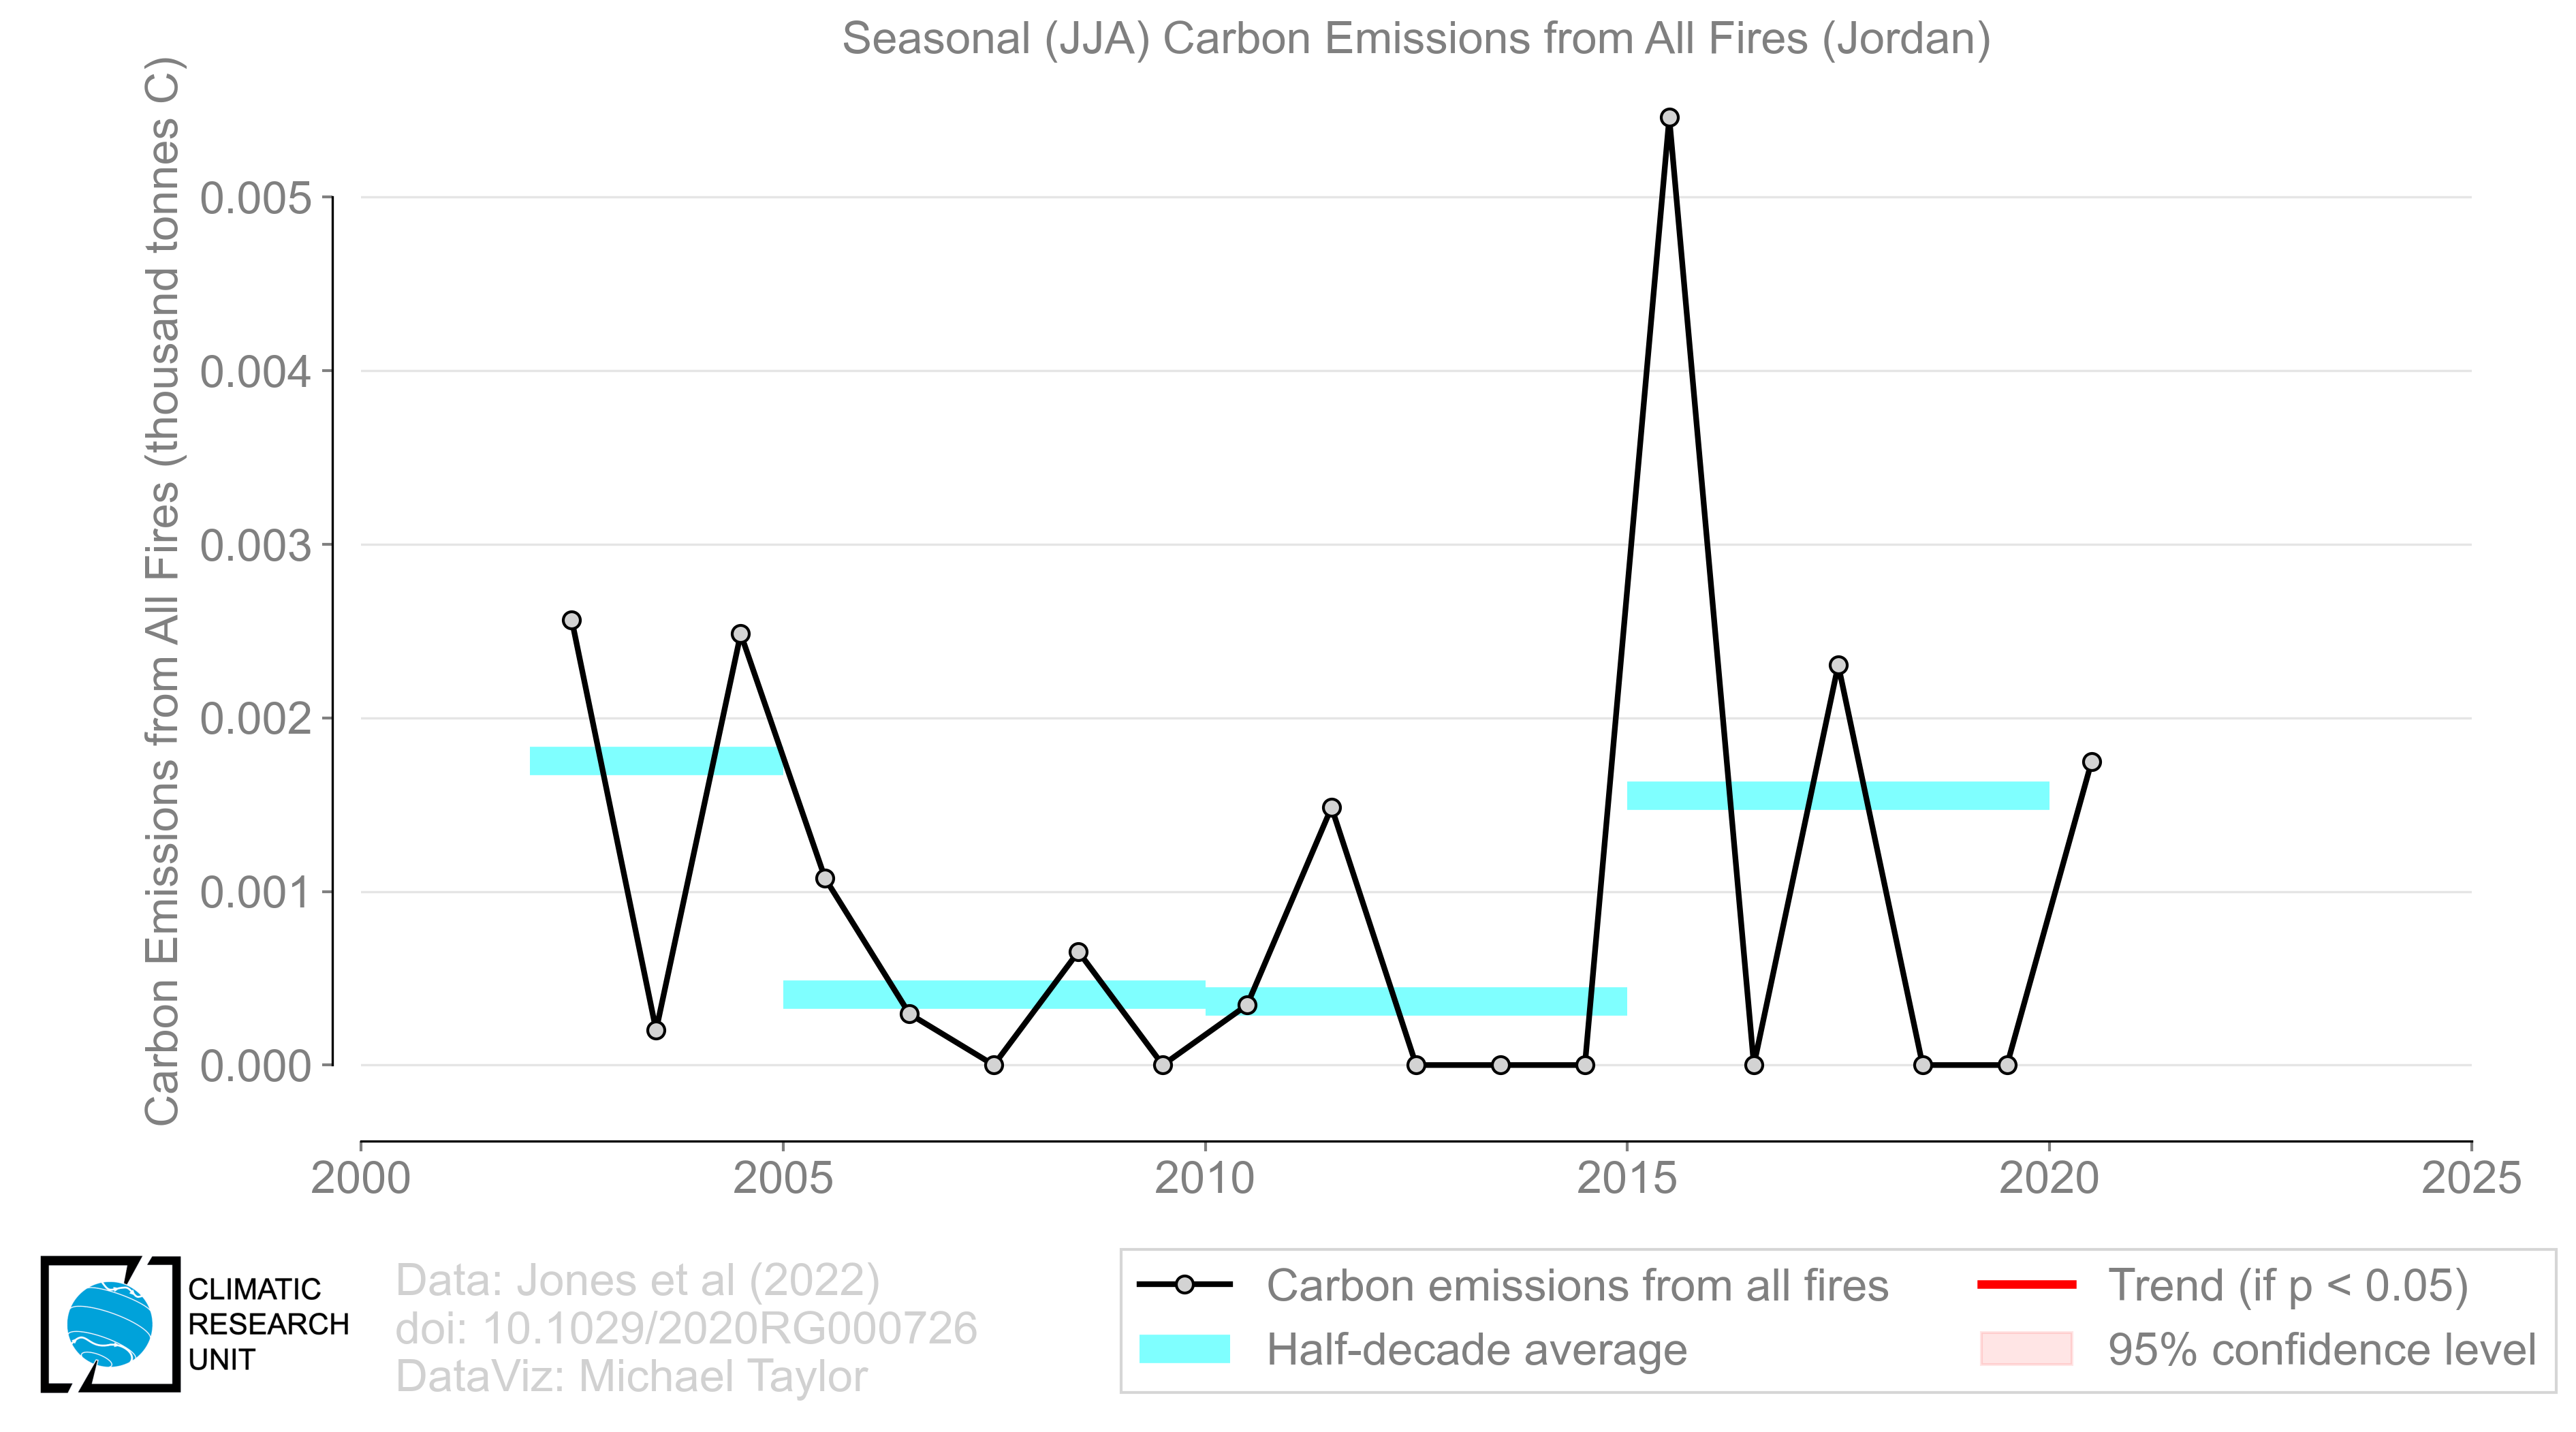 Seasonal (JJA) Carbon Emissions from All Fires (Jordan)
Carbon Emissions from All Fires (thousand tonnes C)
0.005
0.004
0.003
0.002
0.001
0.000
2000
2005
2010
2015
2020
2025
CLIMATIC
RESEARCH
UNIT
Data: Jones et al (2022)
doi: 10.1029/2020RG000726
DataViz: Michael Taylor
Carbon emissions from all fires
Half-decade average
Trend (if p < 0.05)
95% confidence level